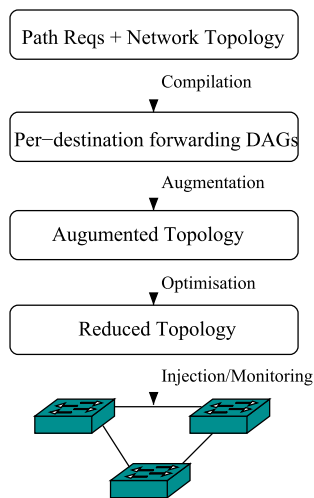 Path Reqs + Network Topology
Compilation
Per−destination forwarding DAGs
Augmentation
Augumented Topology
Optimisation
Reduced Topology
Injection/Monitoring